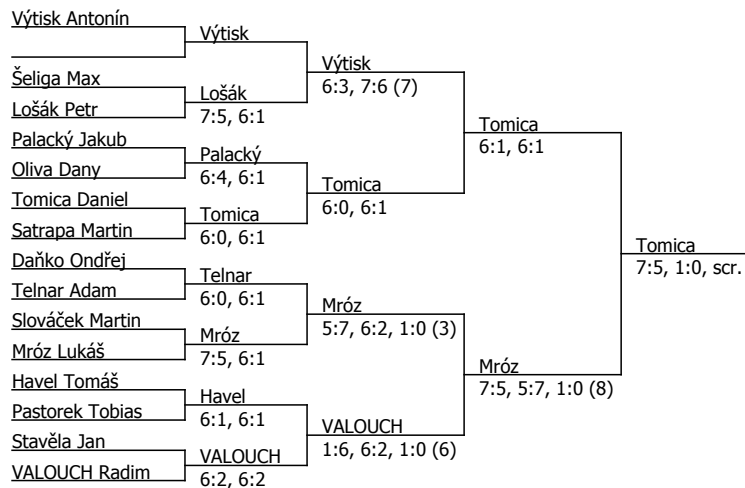 Výtisk Antonín
Výtisk
Výtisk
6:3, 7:6 (7)
Šeliga Max
Lošák
7:5, 6:1
Lošák Petr
Tomica
6:1, 6:1
Palacký Jakub
Palacký
6:4, 6:1
Oliva Dany
Tomica
6:0, 6:1
Tomica Daniel
Tomica
6:0, 6:1
Satrapa Martin
Tomica
7:5, 1:0, scr.
Daňko Ondřej
Telnar
6:0, 6:1
Telnar Adam
Mróz
5:7, 6:2, 1:0 (3)
Slováček Martin
Mróz
7:5, 6:1
Mróz Lukáš
Mróz
7:5, 5:7, 1:0 (8)
Havel Tomáš
Havel
6:1, 6:1
Pastorek Tobias
VALOUCH
1:6, 6:2, 1:0 (6)
Stavěla Jan
VALOUCH
6:2, 6:2
VALOUCH Radim